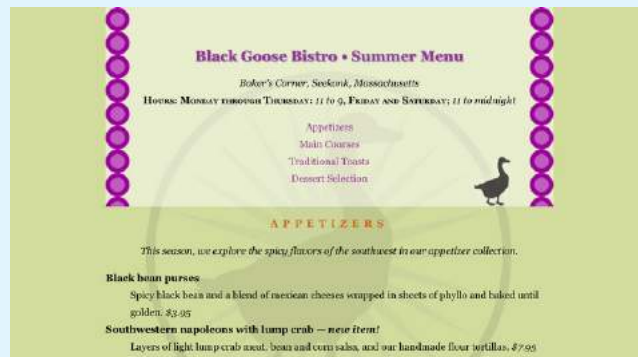 Black Goose Bistro • Summer Menu
Baker's Corner, Seekonk, Massachusetts
Hours: Monday through Thursday: 11 to 9, Friday and Saturday; 11 to midnight
Appetizers
Main Courses
Traditional Toasts
Dessert Selection
APPETIZERS
This season, we explore the spicy flavors of the southwest in our appetizer collection.
Black bean purses
Spicy black bean and a blend of mexican cheeses wrapped in sheets of phyllo and baked until
golden. $3.95
Southwestern napoleons with lump crab — new item!
Layers of light lump crab meat, bean and corn salsa, and our handmade flour tortillas. $7.95